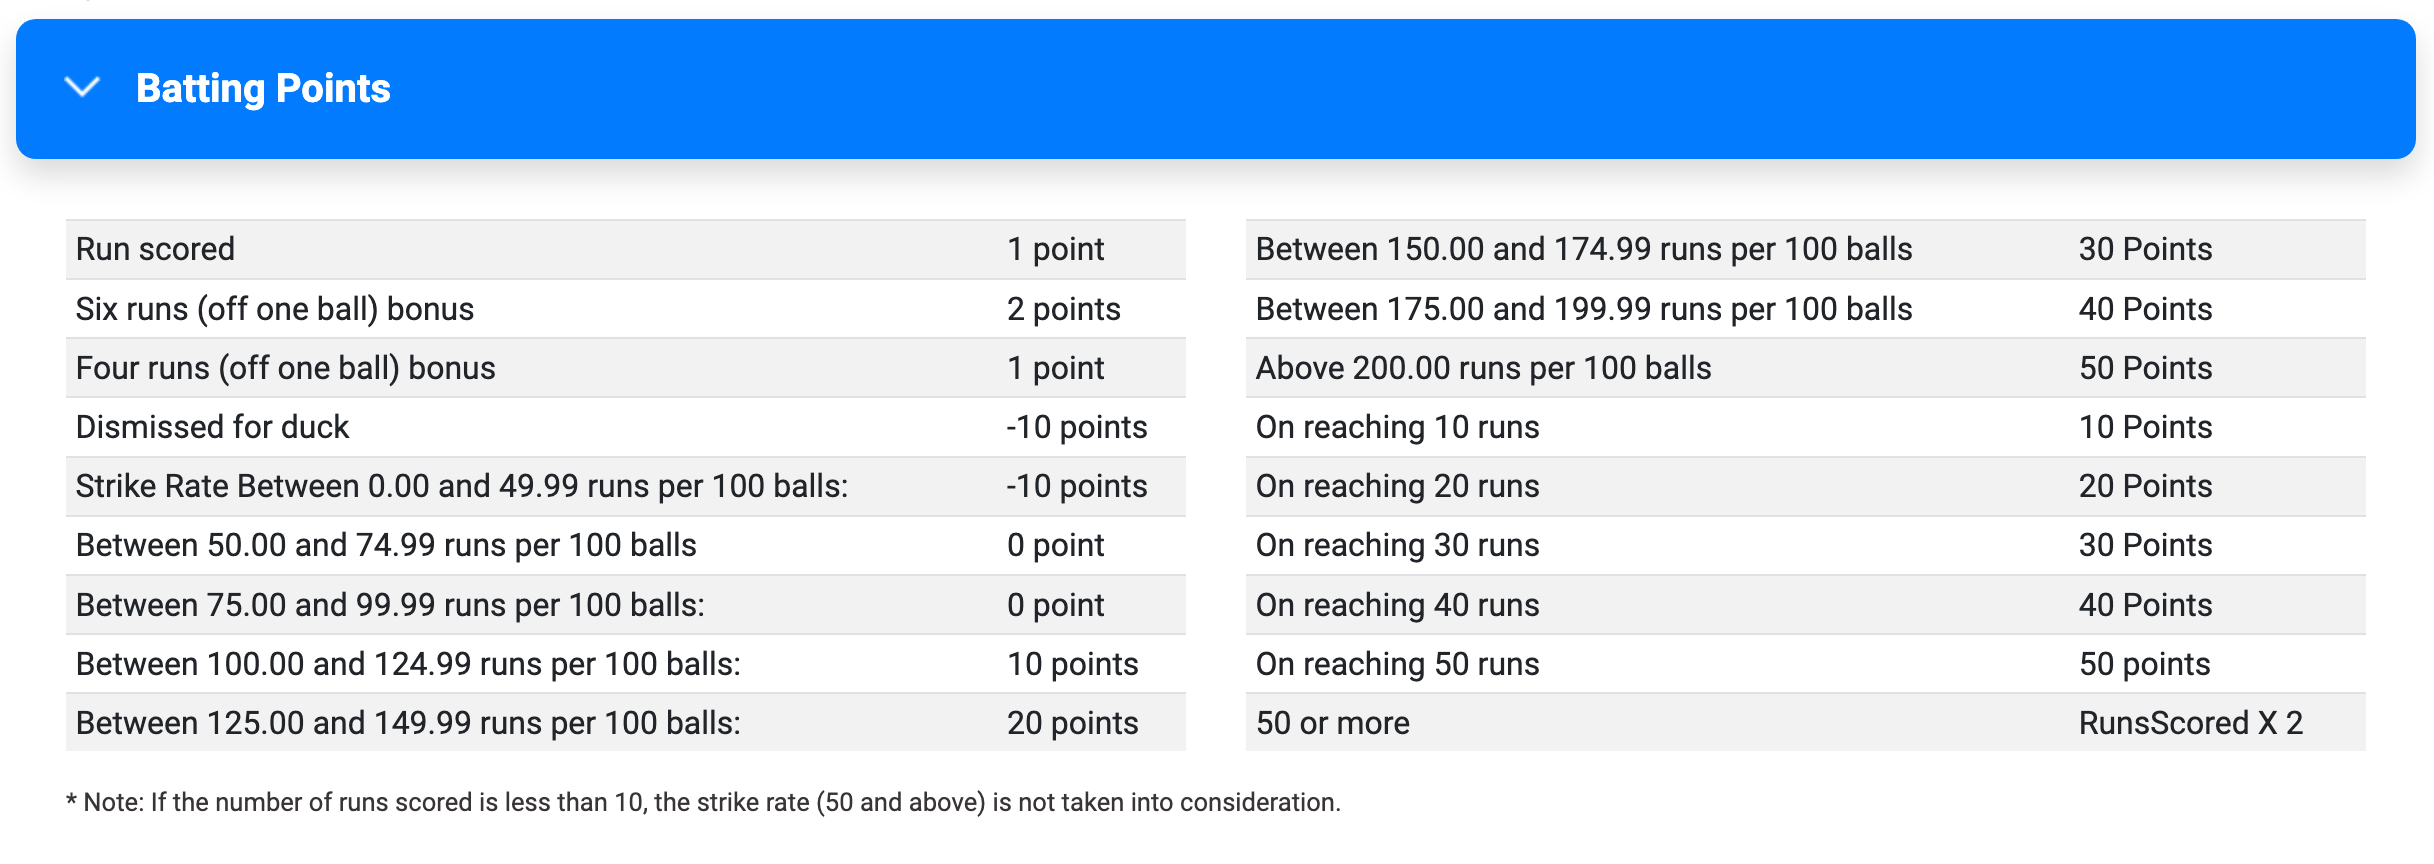 Batting Points
Run scored 1 point
Six runs (off one ball) bonus 2 points
Four runs (off one ball) bonus 1 point
Dismissed for duck -10 points
Strike Rate Between 0.00 and 49.99 runs per 100 balls: -10 points
Between 50.00 and 74.99 runs per 100 balls 0 point
Between 75.00 and 99.99 runs per 100 balls: 0 point
Between 100.00 and 124.99 runs per 100 balls: 10 points
Between 125.00 and 149.99 runs per 100 balls: 20 points
Between 150.00 and 174.99 runs per 100 balls 30 Points
Between 175.00 and 199.99 runs per 100 balls 40 Points
Above 200.00 runs per 100 balls 50 Points
On reaching 10 runs 10 Points
On reaching 20 runs 20 Points
On reaching 30 runs 30 Points
On reaching 40 runs 40 Points
On reaching 50 runs 50 points
50 or more RunsScored X 2
* Note: If the number of runs scored is less than 10, the strike rate (50 and above) is not taken into consideration.